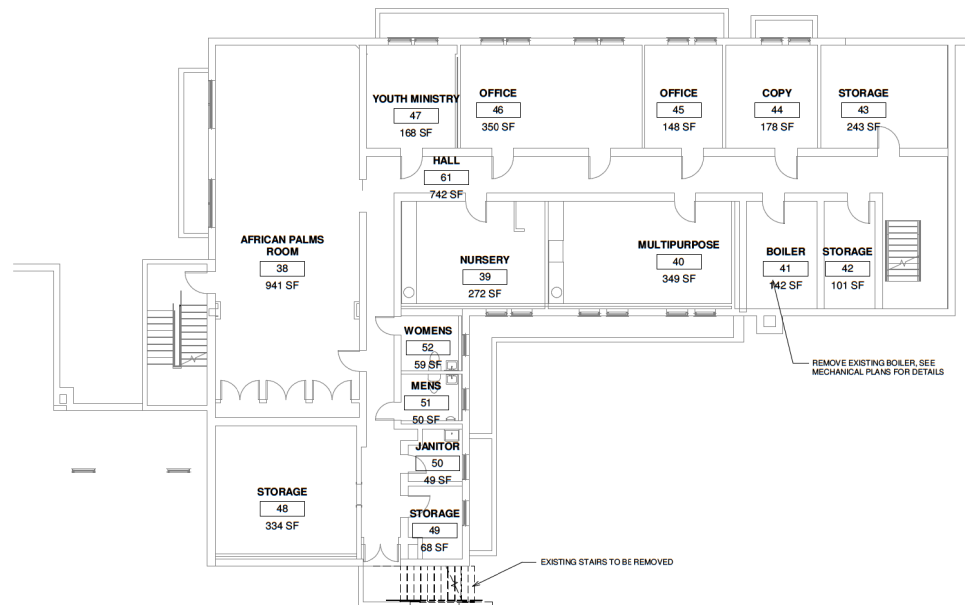 YOUTH MINISTRY
47
168 SF
OFFICE
46
350 SF
OFFICE
45
148 SF
COPY
44
178 SF
STORAGE
43
243 SF
HALL
61
742 SF
AFRICAN PALMS
ROOM
38
941 SF
NURSERY
39
272 SF
MULTIPURPOSE
40
349 SF
BOILER
41
142 SF
STORAGE
42
101 SF
WOMENS
52
59 SF
MENS
51
50 SF
REMOVE EXISTING BOILER, SEE
MECHANICAL PLANS FOR DETAILS
JANITOR
50
49 SF
STORAGE
48
334 SF
STORAGE
49
68 SF
EXISTING STAIRS TO BE REMOVED